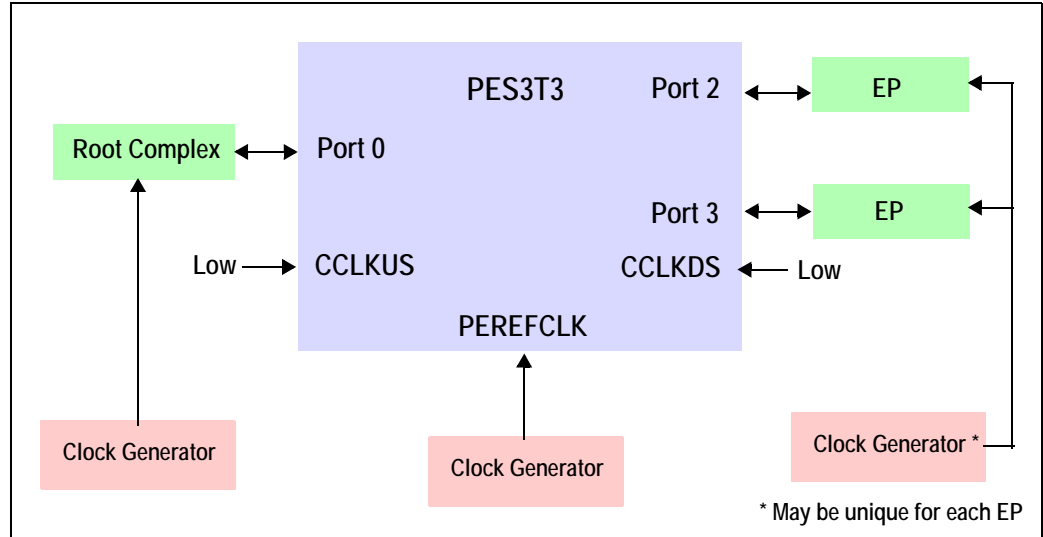 PES3T3
Port 2
EP
Root Complex
Port 0
Port 3
EP
Low
CCLKUS
CCLKDS
Low
PEREFCLK
Clock Generator
Clock Generator
Clock Generator *
* May be unique for each EP